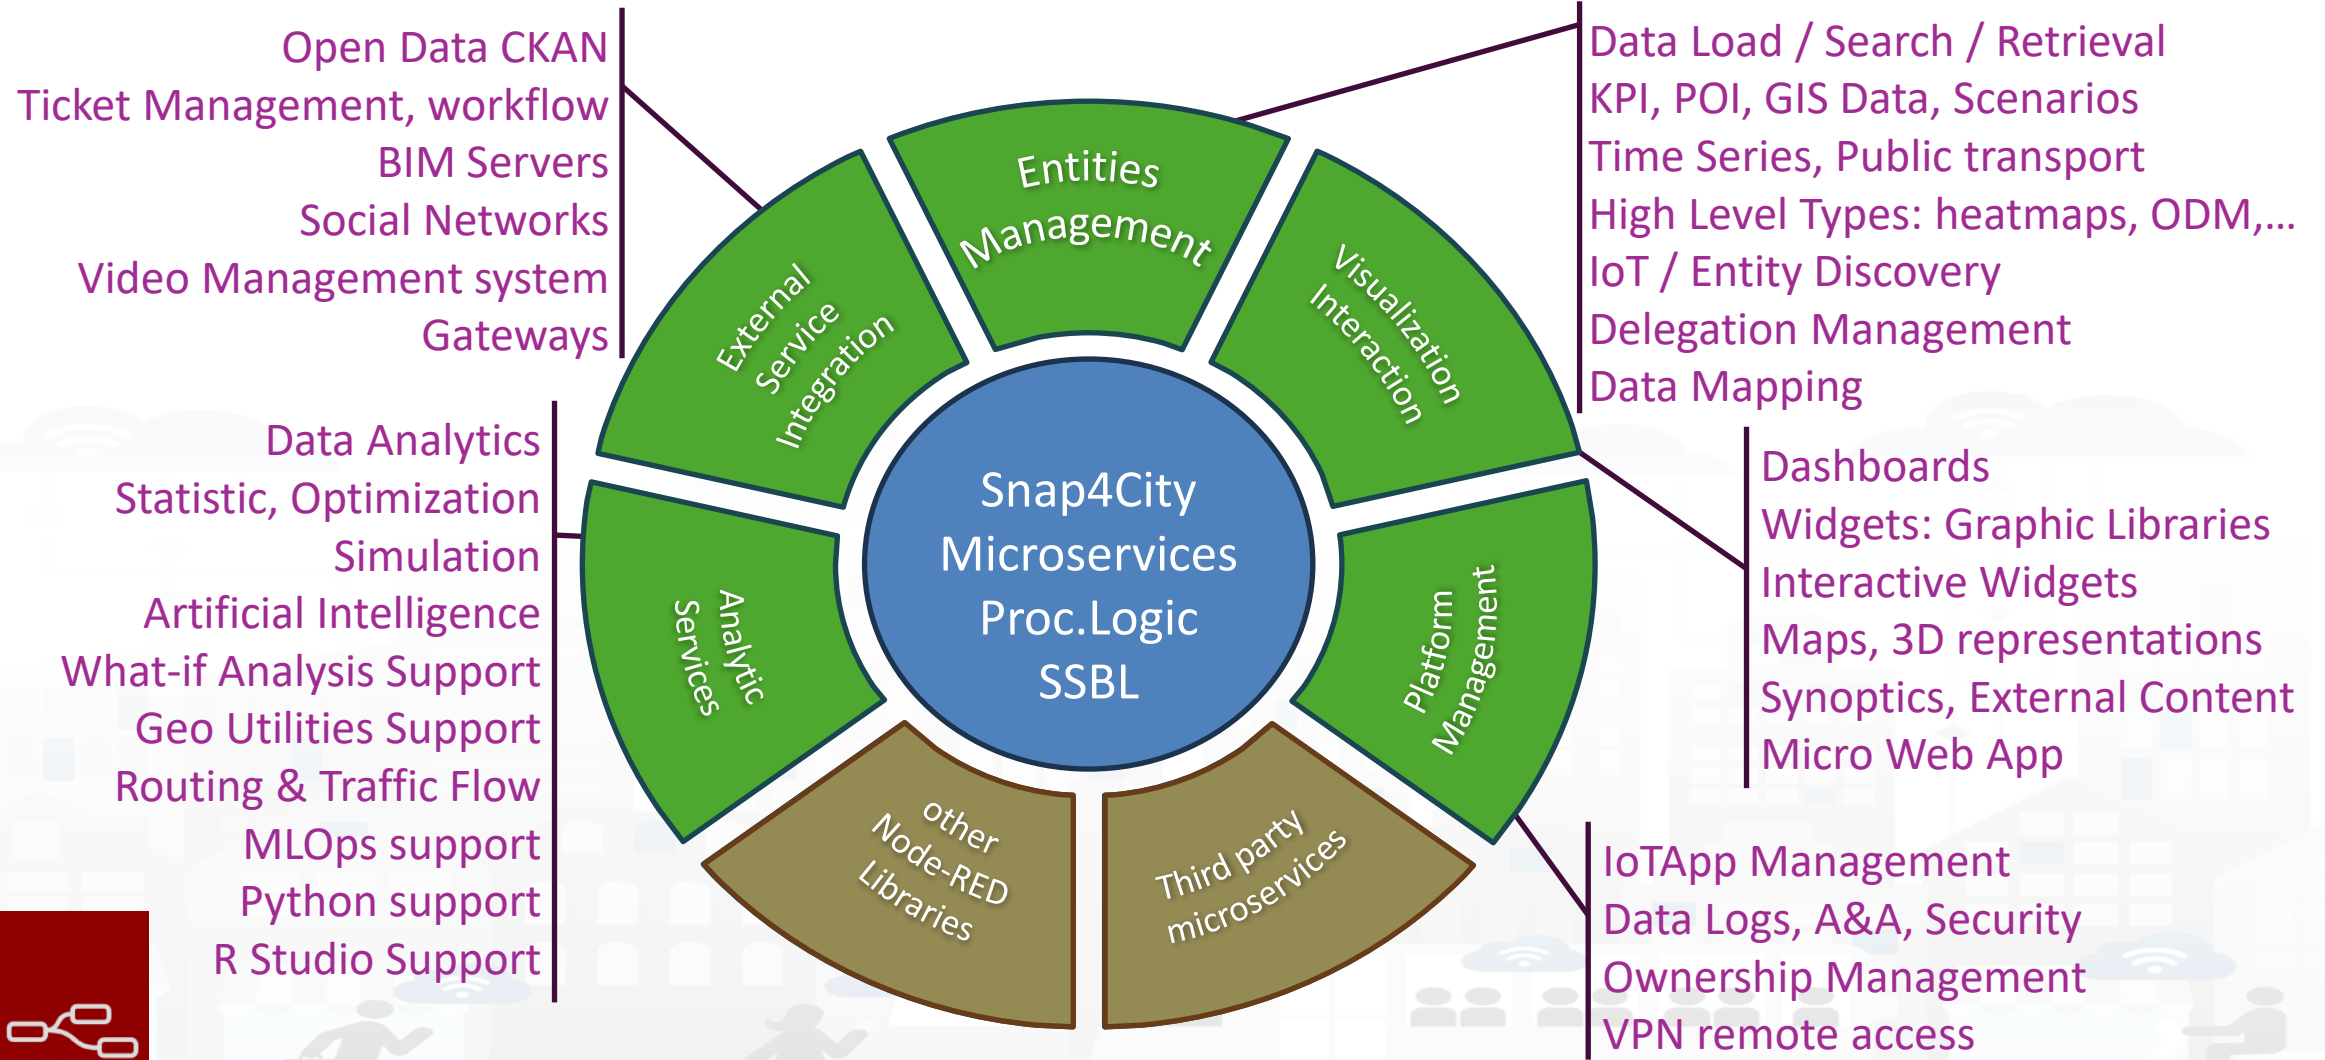 Open Data CKAN
Ticket Management, workflow
BIM Servers
Social Networks
Video Management system
Gateways
Data Analytics
Statistic, Optimization
Simulation
Artificial Intelligence
What-if Analysis Support
Geo Utilities Support
Routing & Traffic Flow
MLOps support
Python support
R Studio Support
Entities
Management
External
Service
Integration
Visualization
Interaction
Analytic
Services
Platform
Management
other
Node-RED
Libraries
Third party
microservices
Snap4City
Microservices
Proc.Logic
SSBL
Data Load / Search / Retrieval
KPI, POI, GIS Data, Scenarios
Time Series, Public transport
High Level Types: heatmaps, ODM,...
IoT / Entity Discovery
Delegation Management
Data Mapping
Dashboards
Widgets: Graphic Libraries
Interactive Widgets
Maps, 3D representations
Synoptics, External Content
Micro Web App
IoTApp Management
Data Logs, A&A, Security
Ownership Management
VPN remote access